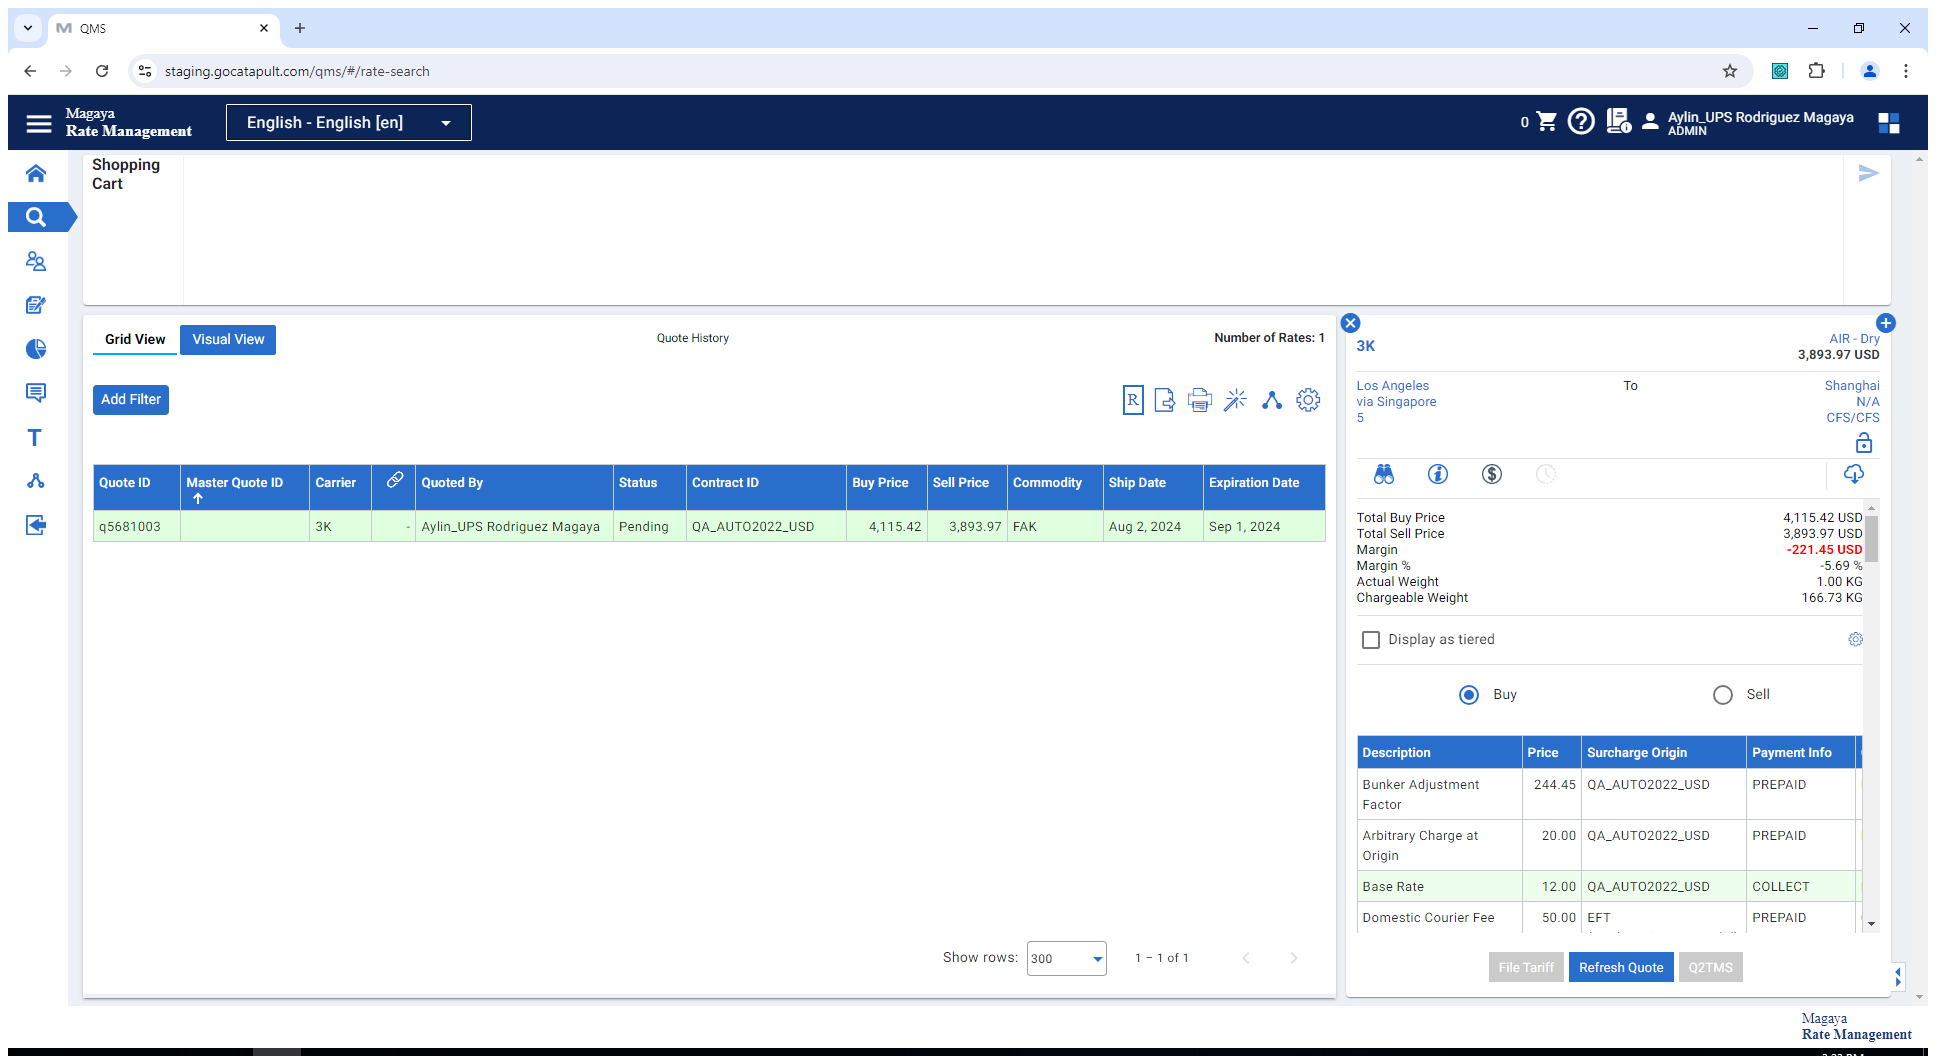 QMS
staging.gocatapult.com/qms/#/rate-search
Magaya
Rate Management
English - English [en]
0
Aylin_UPS Rodriguez Magaya
ADMIN
Shopping
Cart
Grid View
Visual View
Quote History
Number of Rates: 1
Add Filter
R
Quote ID Master Quote ID Carrier Quoted By Status Contract ID Buy Price Sell Price Commodity Ship Date Expiration Date
q5681003 3K - Aylin_UPS Rodriguez Magaya Pending QA_AUTO2022_USD 4,115.42 3,893.97 FAK Aug 2, 2024 Sep 1, 2024
Show rows: 300 1 – 1 of 1
3K
AIR - Dry
3,893.97 USD
Los Angeles To Shanghai
via Singapore N/A
5 CFS/CFS
Total Buy Price 4,115.42 USD
Total Sell Price 3,893.97 USD
Margin -221.45 USD
Margin % -5.69 %
Actual Weight 1.00 KG
Chargeable Weight 166.73 KG
Display as tiered
Buy Sell
Description Price Surcharge Origin Payment Info
Bunker Adjustment Factor 244.45 QA_AUTO2022_USD PREPAID
Arbitrary Charge at Origin 20.00 QA_AUTO2022_USD PREPAID
Base Rate 12.00 QA_AUTO2022_USD COLLECT
Domestic Courier Fee 50.00 EFT PREPAID
File Tariff Refresh Quote Q2TMS
Magaya
Rate Management